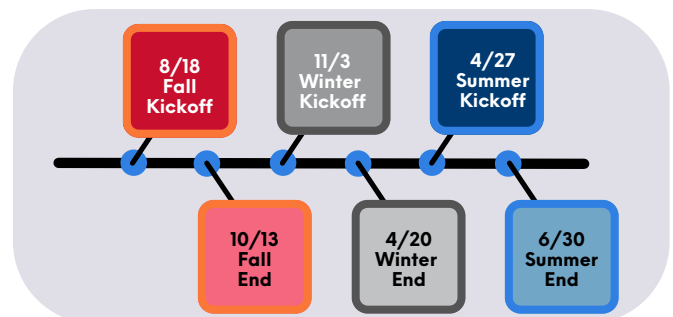 8/18
Fall
Kickoff
10/13
Fall
End
11/3
Winter
Kickoff
4/20
Winter
End
4/27
Summer
Kickoff
6/30
Summer
End